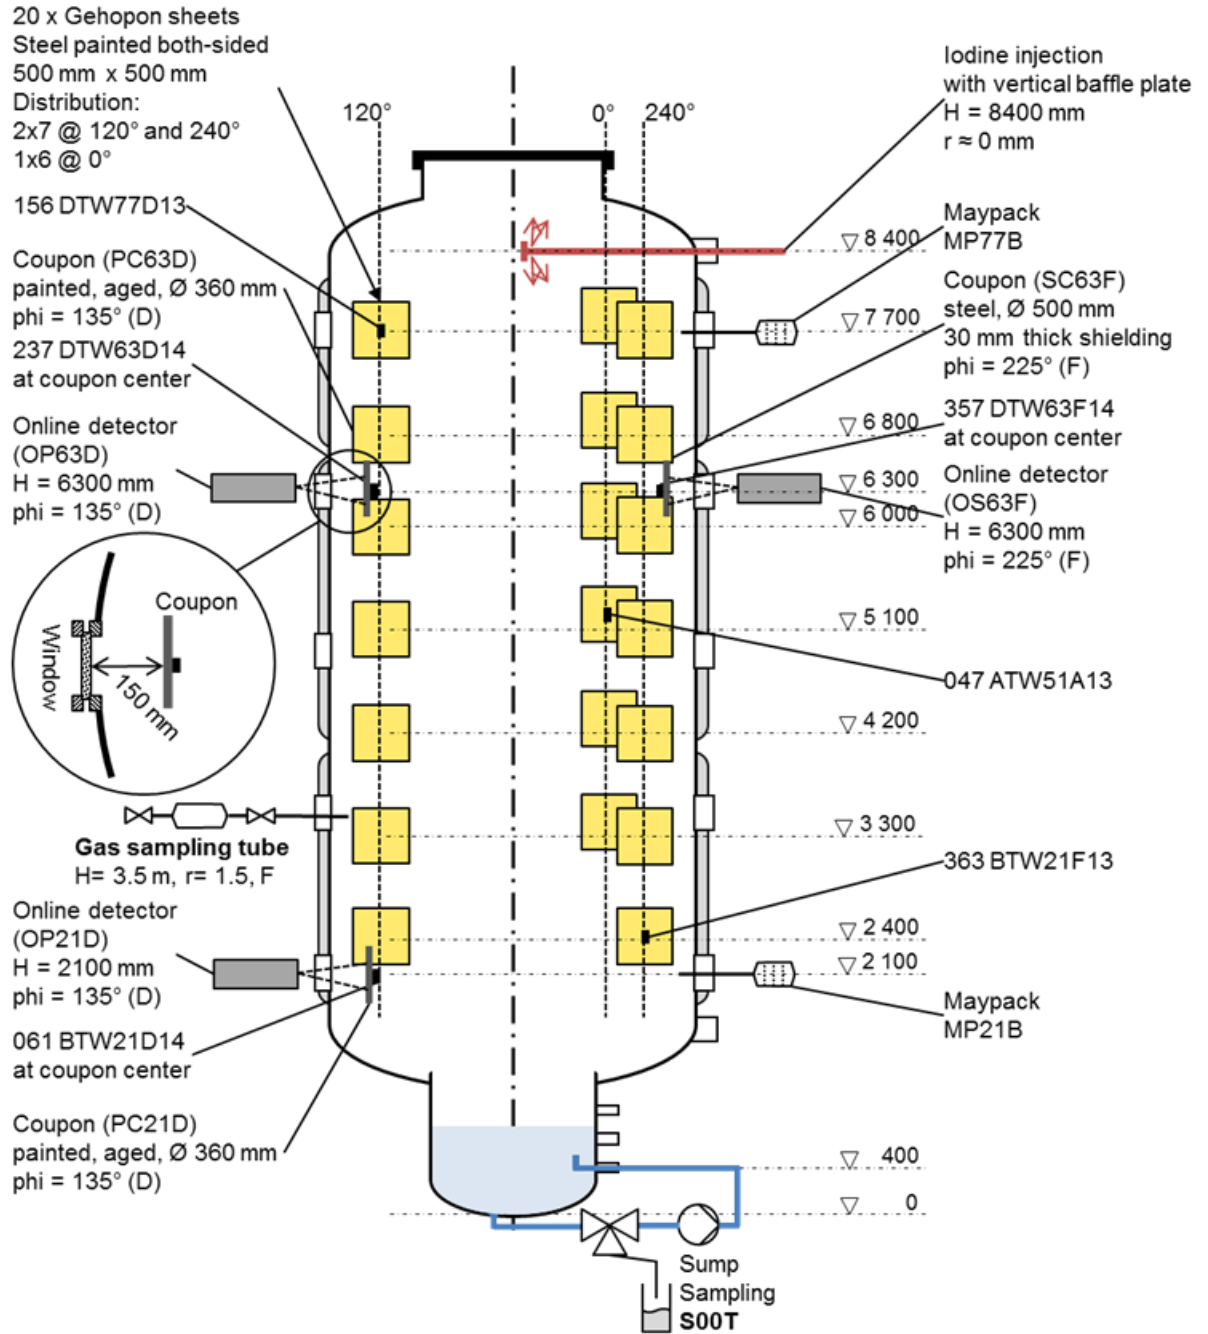 20 x Gehopon sheets
Steel painted both-sided
500 mm x 500 mm
Distribution:
2x7 @ 120° and 240°
1x6 @ 0°
156 DTW77D13
Coupon (PC63D)
painted, aged, Ø 360 mm
phi = 135° (D)
237 DTW63D14
at coupon center
Online detector
(OP63D)
H = 6300 mm
phi = 135° (D)
Coupon
Window
150 mm
Gas sampling tube
H= 3.5 m, r= 1.5, F
Online detector
(OP21D)
H = 2100 mm
phi = 135° (D)
061 BTW21D14
at coupon center
Coupon (PC21D)
painted, aged, Ø 360 mm
phi = 135° (D)
120°
0°
240°
8 400
7 700
6 800
6 300
6 000
5 100
4 200
3 300
2 400
2 100
400
0
Iodine injection
with vertical baffle plate
H = 8400 mm
r ≈ 0 mm
Maypack
MP77B
Coupon (SC63F)
steel, Ø 500 mm
30 mm thick shielding
phi = 225° (F)
357 DTW63F14
at coupon center
Online detector
(OS63F)
H = 6300 mm
phi = 225° (F)
047 ATW51A13
363 BTW21F13
Maypack
MP21B
Sump
Sampling
S00T